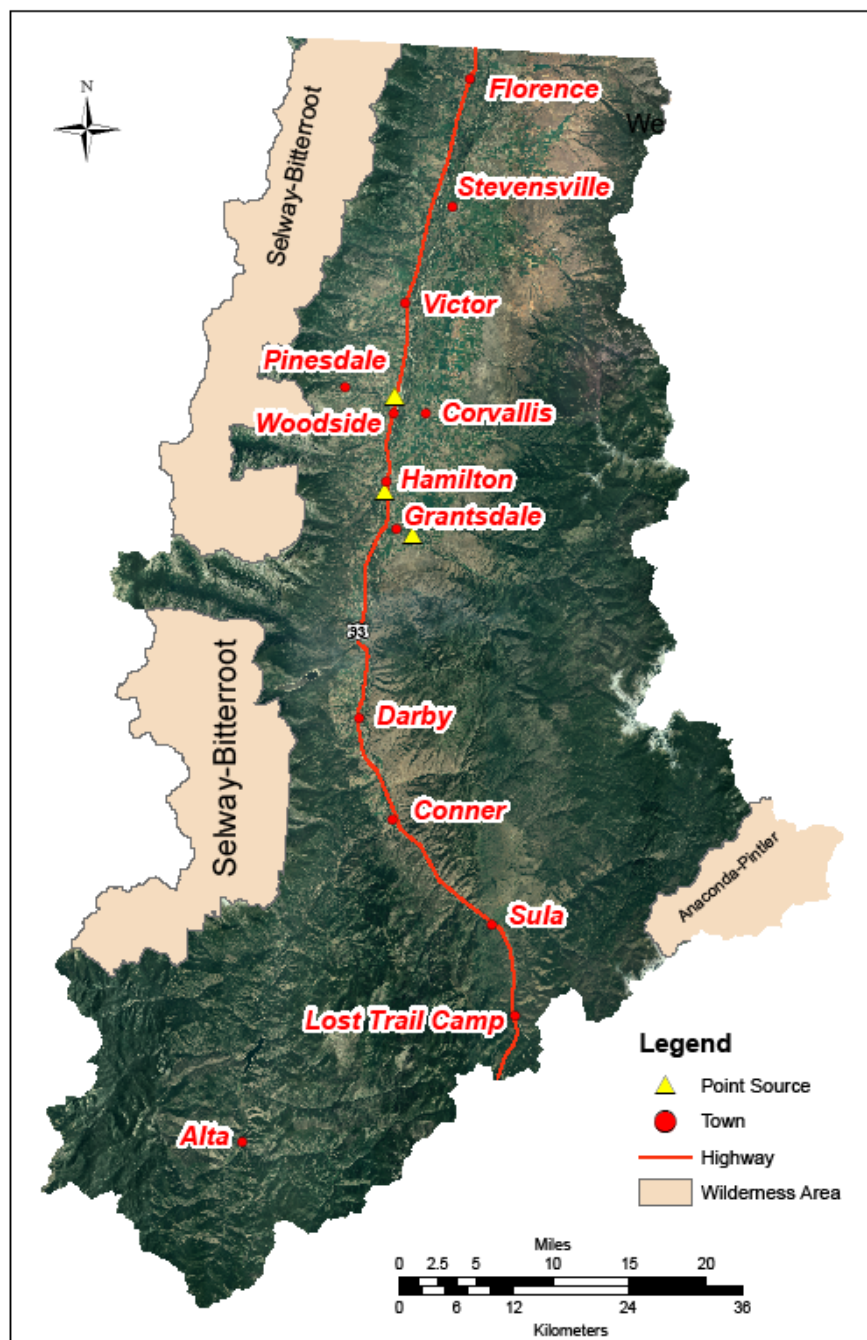 N
Florence
We
Selway-Bitterroot
Stevensville
Victor
Pinesdale
Woodside
Corvallis
Hamilton
Grantsdale
93
Selway-Bitterroot
Darby
Conner
Anaconda-Pintler
Sula
Lost Trail Camp
Alta
Legend
Point Source
Town
Highway
Wilderness Area
Miles
0 2.5 5 10 15 20
0 6 12 24 36
Kilometers